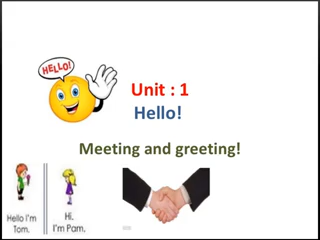 HELLO!
Unit : 1
Hello!
Meeting and greeting!
Hello I'm
Tom.
Hi.
I'm Pam.